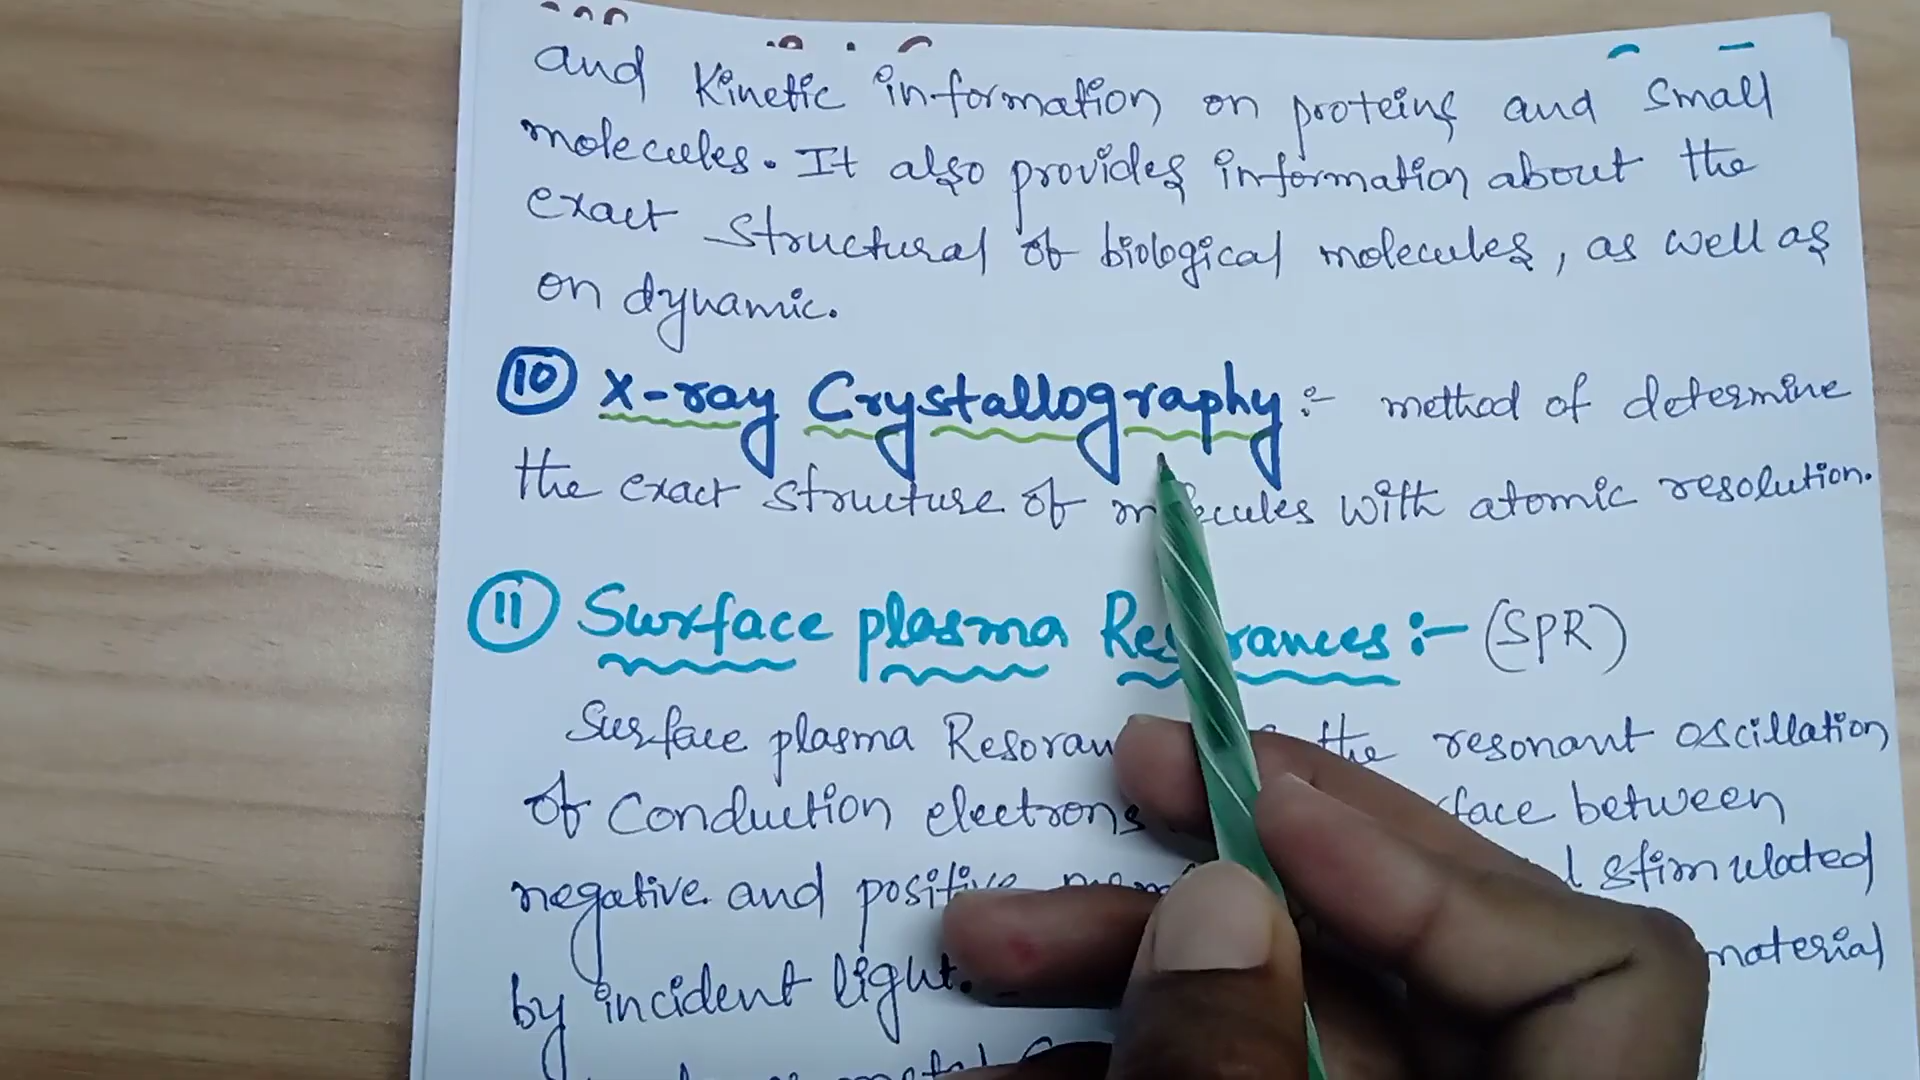 and Kinetic information on proteins and small
molecules. It also provides information about the
exact structural of biological molecules, as well as
on dynamic.
10 X-ray Crystallography :- method of determine
the exact structure of molecules with atomic resolution.
11 Surface plasma Resorances :- (SPR)
Surface plasma the resonant oscillation
of Conduction electrons between
negative and positive stimulated
by incident light. material